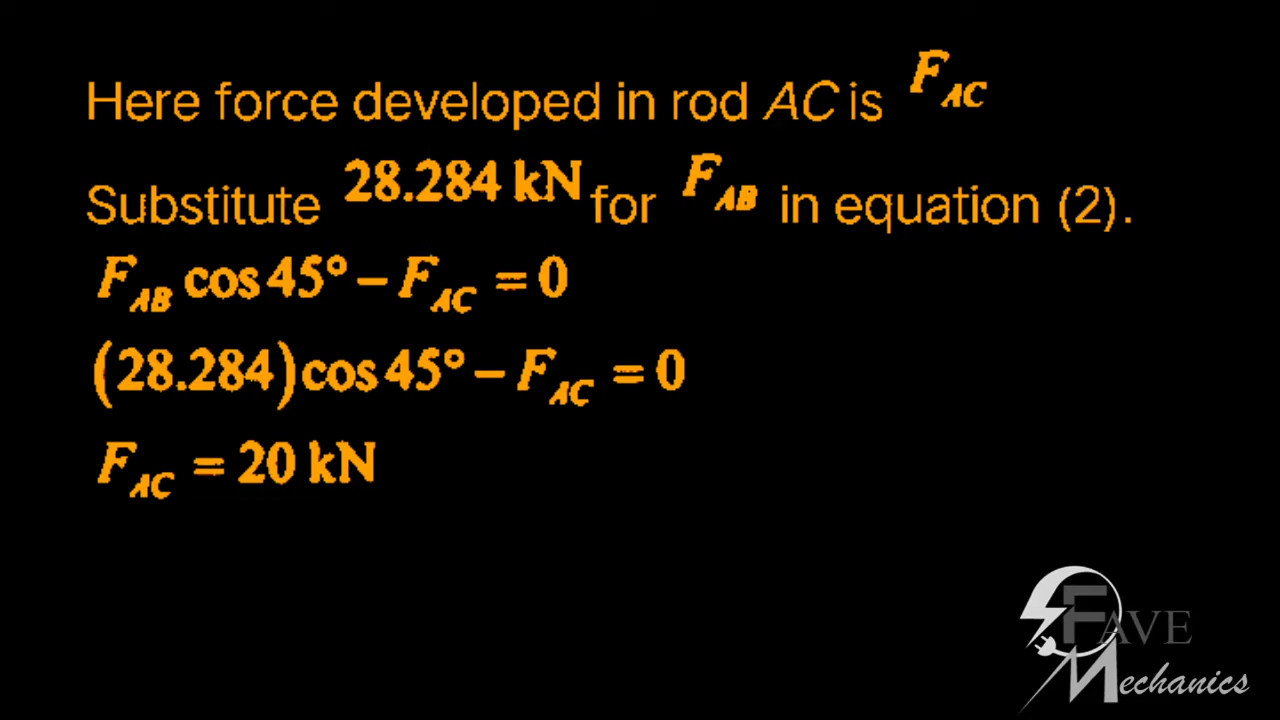 Here force developed in rod AC is F_AC
Substitute 28.284 kN for F_AB in equation (2).
F_AB cos 45° – F_AC = 0
(28.284) cos 45° – F_AC = 0
F_AC = 20 kN
FAVE
Mechanics